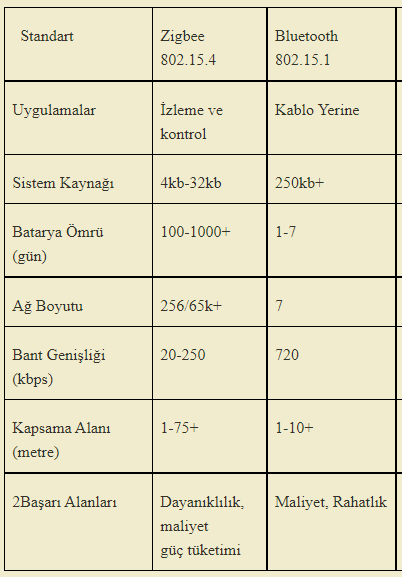 Standart
Zigbee
802.15.4
Bluetooth
802.15.1
Uygulamalar
İzleme ve
kontrol
Kablo Yerine
Sistem Kaynağı
4kb-32kb
250kb+
Batarya Ömrü
(gün)
100-1000+
1-7
Ağ Boyutu
256/65k+
7
Bant Genişliği
(kbps)
20-250
720
Kapsama Alanı
(metre)
1-75+
1-10+
2Başarı Alanları
Dayanıklılık,
maliyet
güç tüketimi
Maliyet, Rahatlık